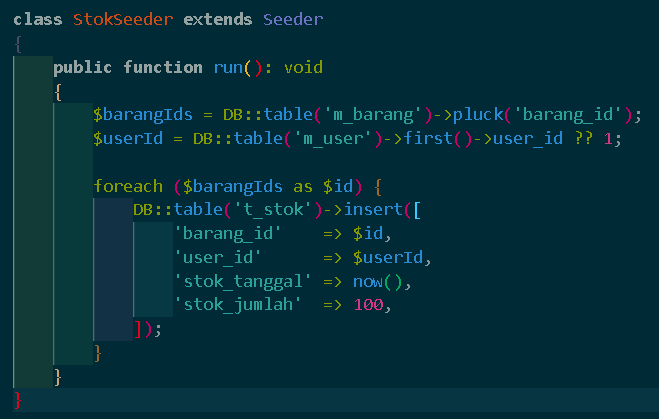 class StokSeeder extends Seeder
{
    public function run(): void
    {
        $barangIds = DB::table('m_barang')->pluck('barang_id');
        $userId = DB::table('m_user')->first()->user_id ?? 1;

        foreach ($barangIds as $id) {
            DB::table('t_stok')->insert([
                'barang_id'    => $id,
                'user_id'      => $userId,
                'stok_tanggal' => now(),
                'stok_jumlah'  => 100,
            ]);
        }
    }
}